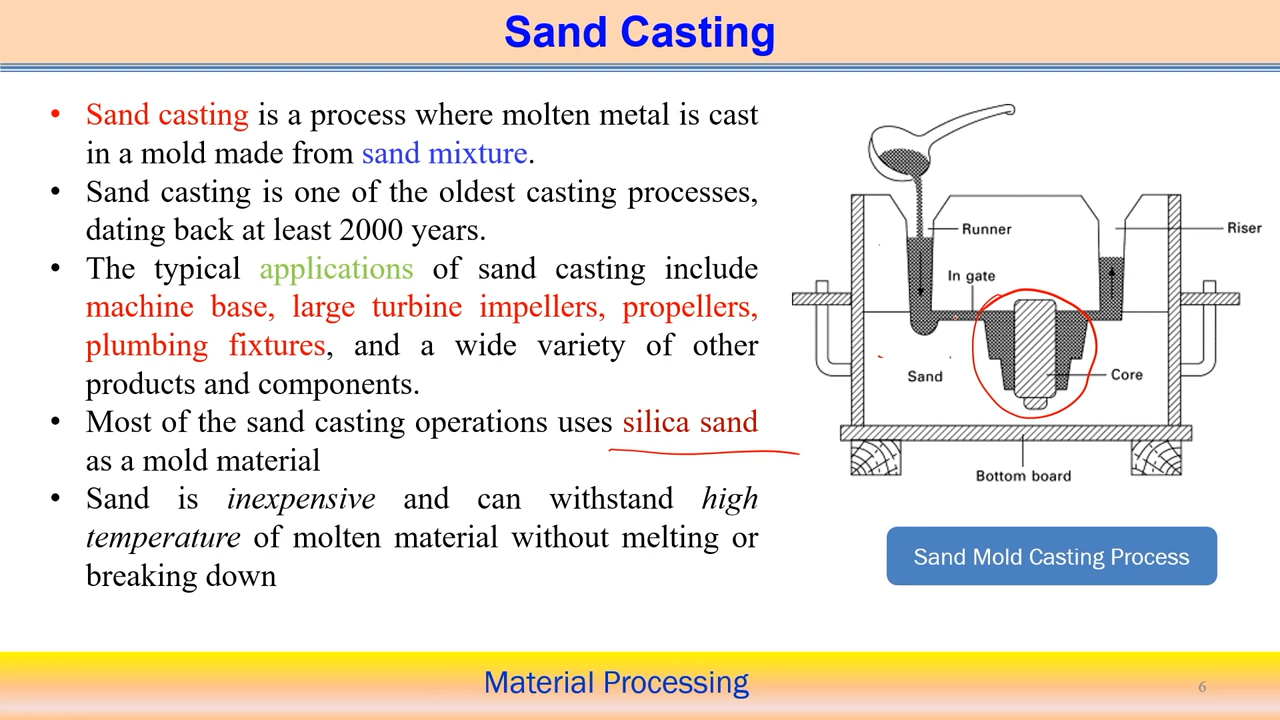 Sand Casting
• Sand casting is a process where molten metal is cast
in a mold made from sand mixture.
• Sand casting is one of the oldest casting processes,
dating back at least 2000 years.
• The typical applications of sand casting include
machine base, large turbine impellers, propellers,
plumbing fixtures, and a wide variety of other
products and components.
• Most of the sand casting operations uses silica sand
as a mold material
• Sand is inexpensive and can withstand high
temperature of molten material without melting or
breaking down
Runner
Riser
In gate
Sand
Core
Bottom board
Sand Mold Casting Process
Material Processing
6